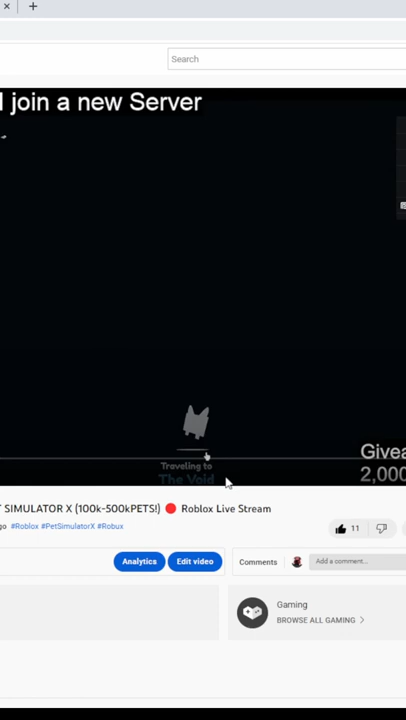 Search
join a new Server
Traveling to
The Void
Givea
2,000
T SIMULATOR X (100k-500kPETS!) 🔴 Roblox Live Stream
go #Roblox #PetSimulatorX #Robux
11
Analytics
Edit video
Comments
Add a comment...
Gaming
BROWSE ALL GAMING >